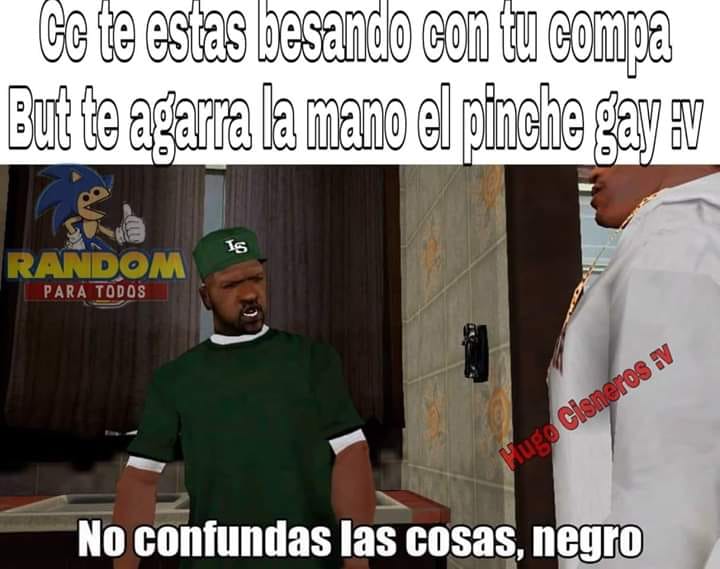 Cc te estas besando con tu compa
But te agarra la mano el pinche gay :v
LS
RANDOM
PARA TODOS
Hugo Cisneros :v
No confundas las cosas, negro